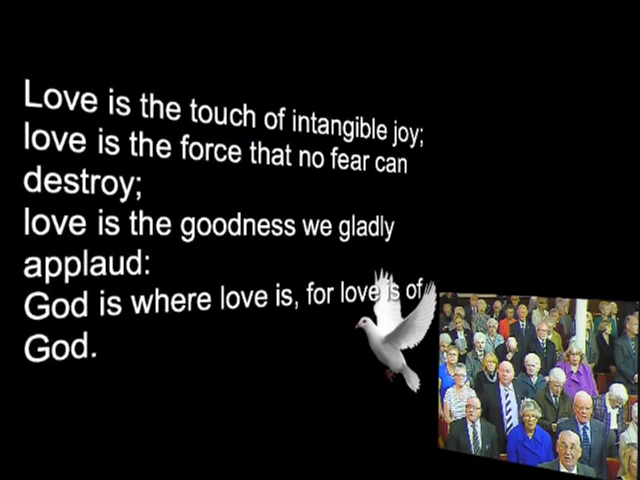 Love is the touch of intangible joy;
love is the force that no fear can
destroy;
love is the goodness we gladly
applaud:
God is where love is, for love is of
God.